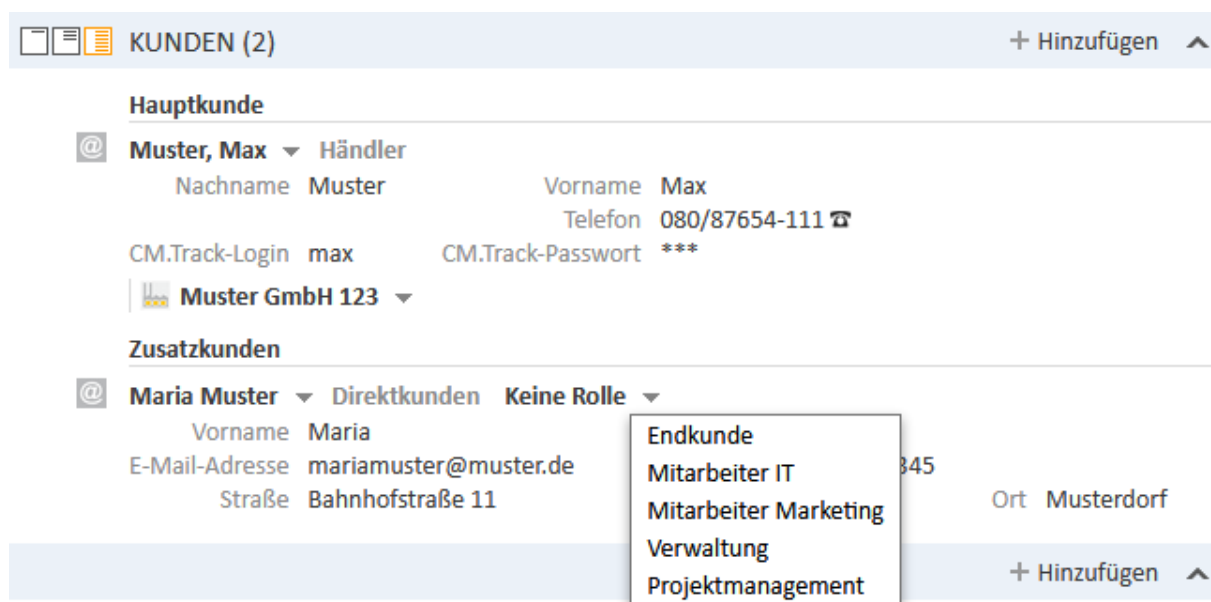 KUNDEN (2) + Hinzufügen
Hauptkunde
@ Muster, Max Händler
Nachname Muster Vorname Max
Telefon 080/87654-111 ☎
CM.Track-Login max CM.Track-Passwort ***
Muster GmbH 123
Zusatzkunden
@ Maria Muster Direktkunden Keine Rolle
Vorname Maria
Endkunde
E-Mail-Adresse mariamuster@muster.de
Mitarbeiter IT
345
Straße Bahnhofstraße 11
Mitarbeiter Marketing
Ort Musterdorf
Verwaltung
Projektmanagement
+ Hinzufügen